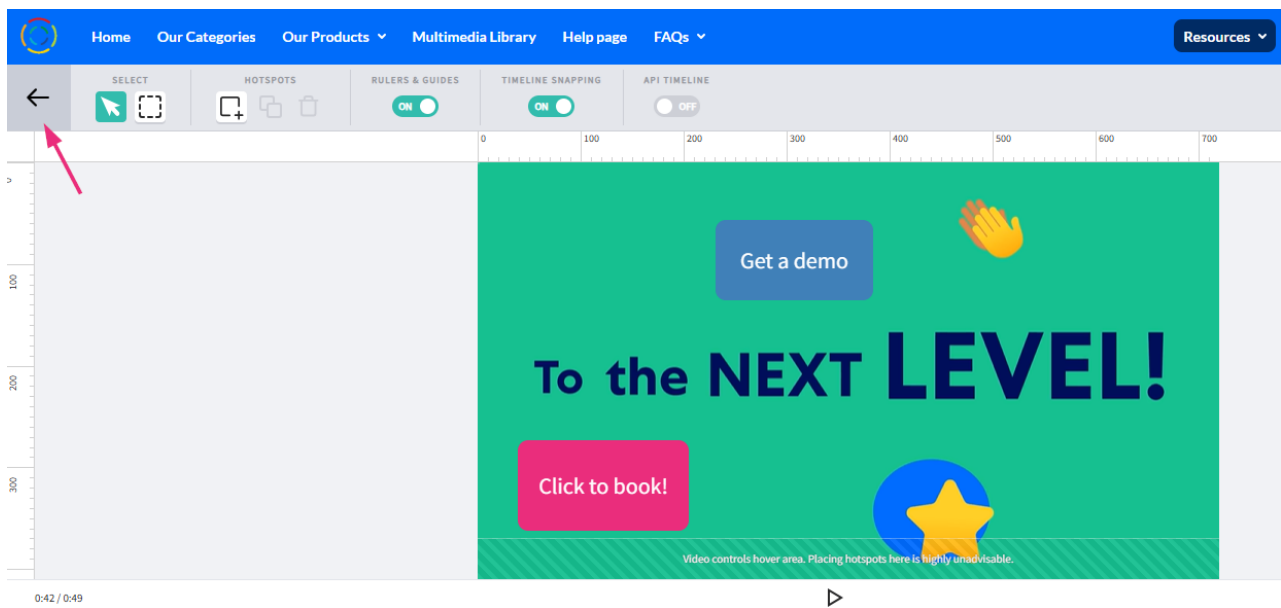 Home Our Categories Our Products Multimedia Library Help page FAQs Resources
SELECT HOTSPOTS RULERS & GUIDES TIMELINE SNAPPING API TIMELINE
ON ON OFF
0 100 200 300 400 500 600 700
0
100
200
300
Get a demo
To the NEXT LEVEL!
Click to book!
Video controls hover area. Placing hotspots here is highly unadvisable.
0:42 / 0:49